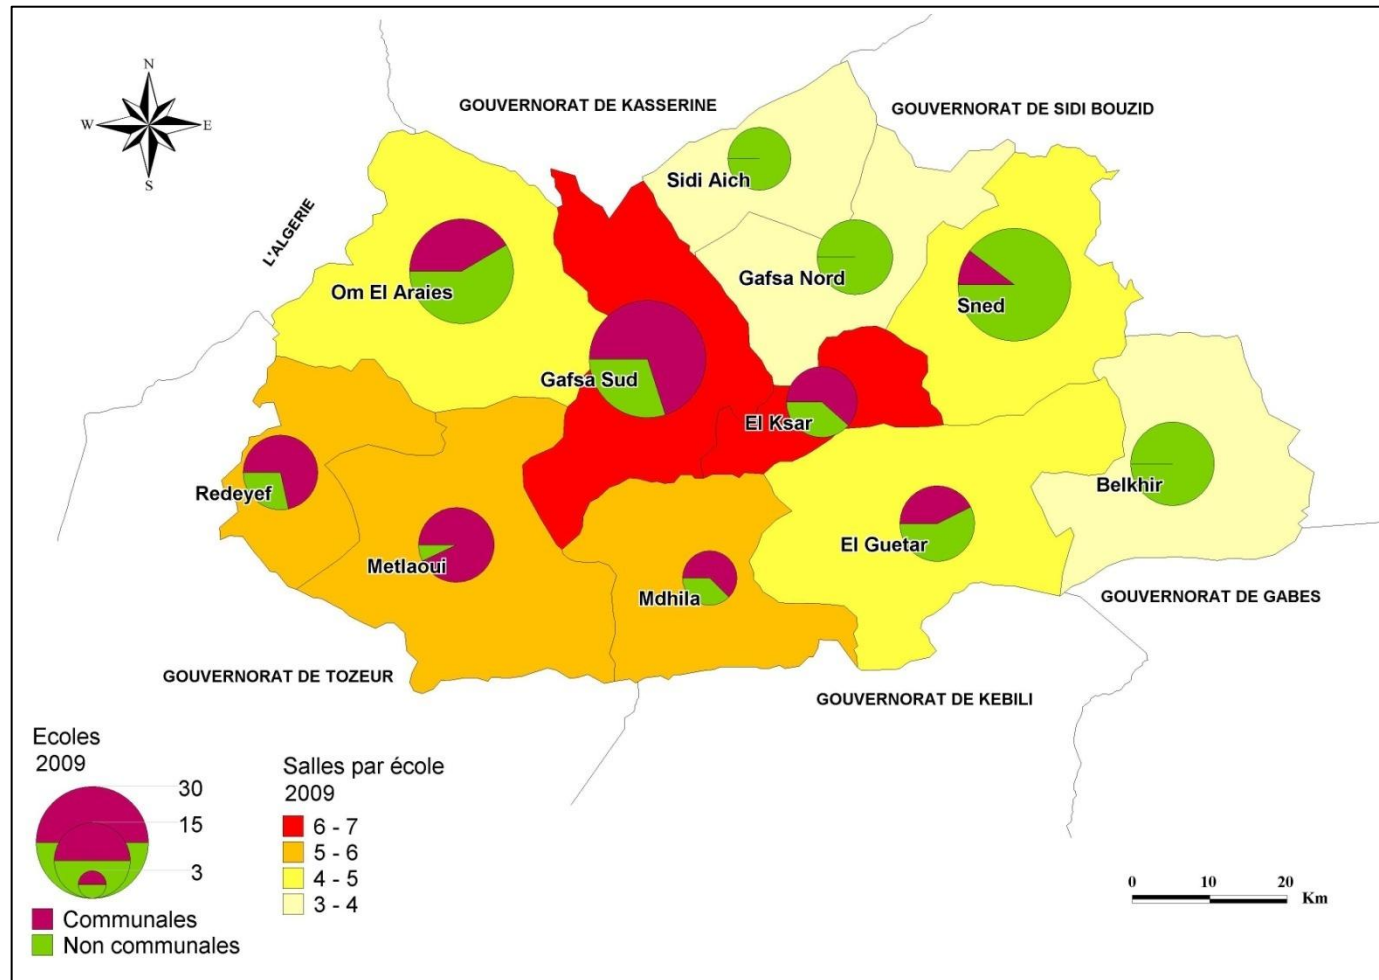 N
W
E
S
GOUVERNORAT DE KASSERINE
GOUVERNORAT DE SIDI BOUZID
L'ALGERIE
Sidi Aich
Om El Araies
Gafsa Nord
Sned
Gafsa Sud
El Ksar
Redeyef
Belkhir
Metlaoui
El Guetar
Mdhila
GOUVERNORAT DE GABES
GOUVERNORAT DE TOZEUR
GOUVERNORAT DE KEBILI
Ecoles
2009
30
15
3
Communales
Non communales
Salles par école
2009
6 - 7
5 - 6
4 - 5
3 - 4
0 10 20
Km